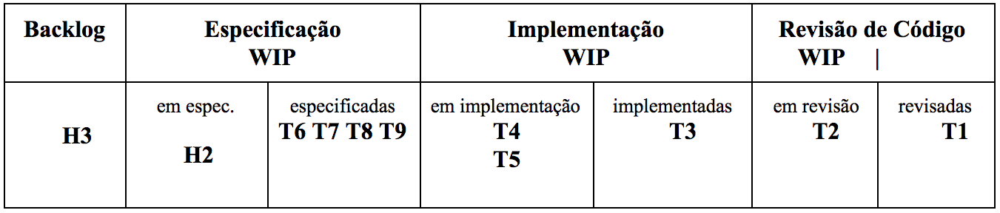 Backlog
Especificação
WIP
Implementação
WIP
Revisão de Código
WIP |
H3
em espec.
H2
especificadas
T6 T7 T8 T9
em implementação
T4
T5
implementadas
T3
em revisão
T2
revisadas
T1